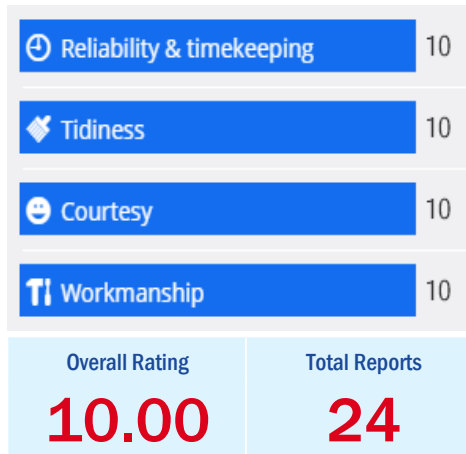 Reliability & timekeeping 10
Tidiness 10
Courtesy 10
Workmanship 10
Overall Rating Total Reports
10.00 24